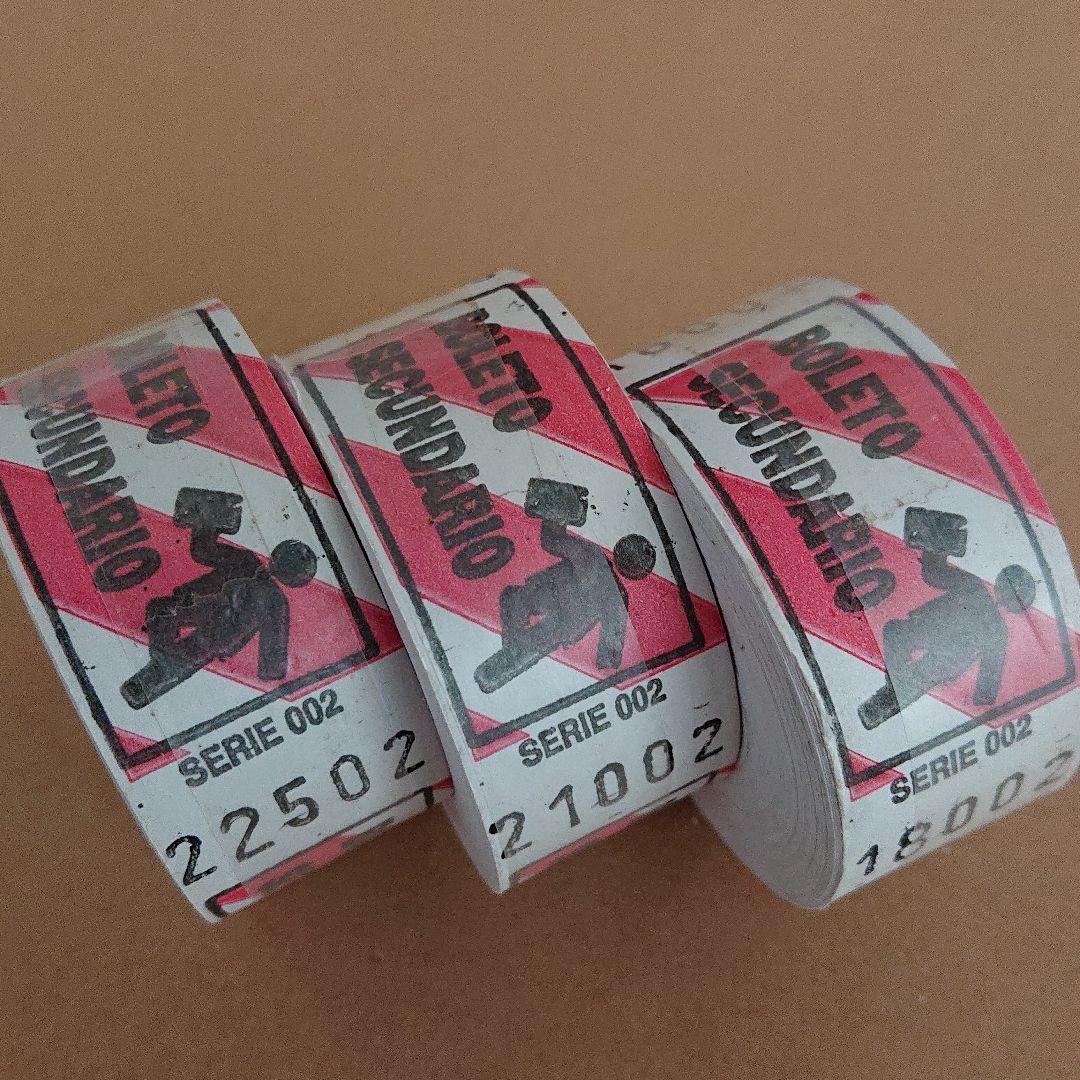 BOLETO
SECUNDARIO
SERIE 002
22502
BOLETO
SECUNDARIO
SERIE 002
21002
BOLETO
SECUNDARIO
SERIE 002
18002